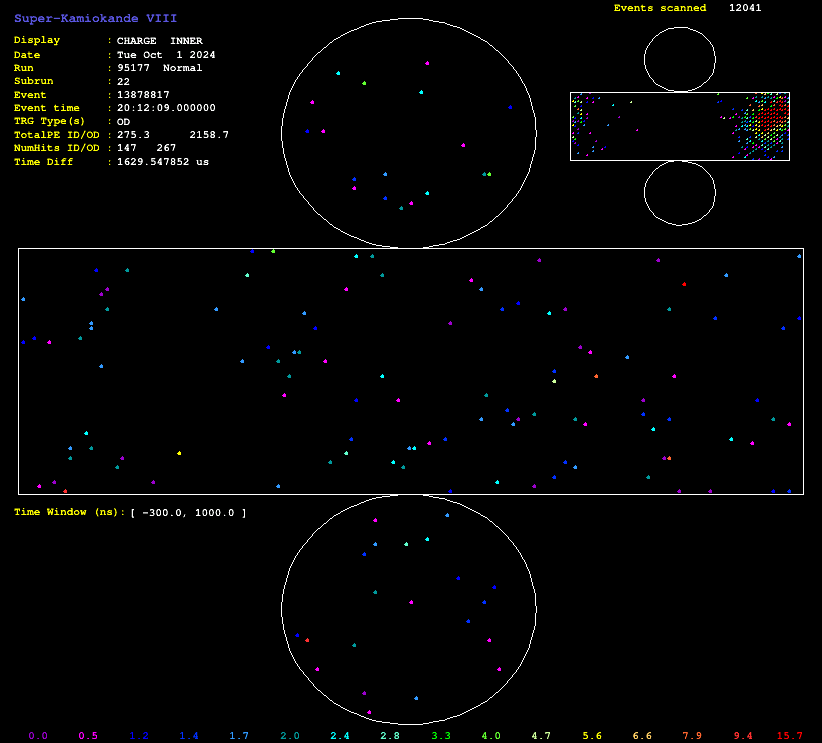 Super-Kamiokande VIII
Events scanned 12041
Display : CHARGE INNER
Date : Tue Oct 1 2024
Run : 95177 Normal
Subrun : 22
Event : 13878817
Event time : 20:12:09.000000
TRG Type(s) : OD
TotalPE ID/OD : 275.3 2158.7
NumHits ID/OD : 147 267
Time Diff : 1629.547852 us
Time Window (ns): [ -300.0, 1000.0 ]
0.0 0.5 1.2 1.4 1.7 2.0 2.4 2.8 3.3 4.0 4.7 5.6 6.6 7.9 9.4 15.7